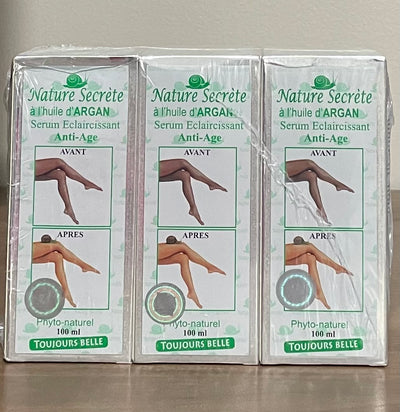 Nature Secrète
à l'huile d'ARGAN
Serum Eclaircissant
Anti-Age
AVANT
APRES
Phyto-naturel
100 ml
TOUJOURS BELLE
Nature Secrète
à l'huile d'ARGAN
Serum Eclaircissant
Anti-Age
AVANT
APRES
Phyto-naturel
100 ml
TOUJOURS BELLE
Nature Secrète
à l'huile d'ARGAN
Serum Eclaircissant
Anti-Age
AVANT
APRES
Phyto-naturel
100 ml
TOUJOURS BELLE